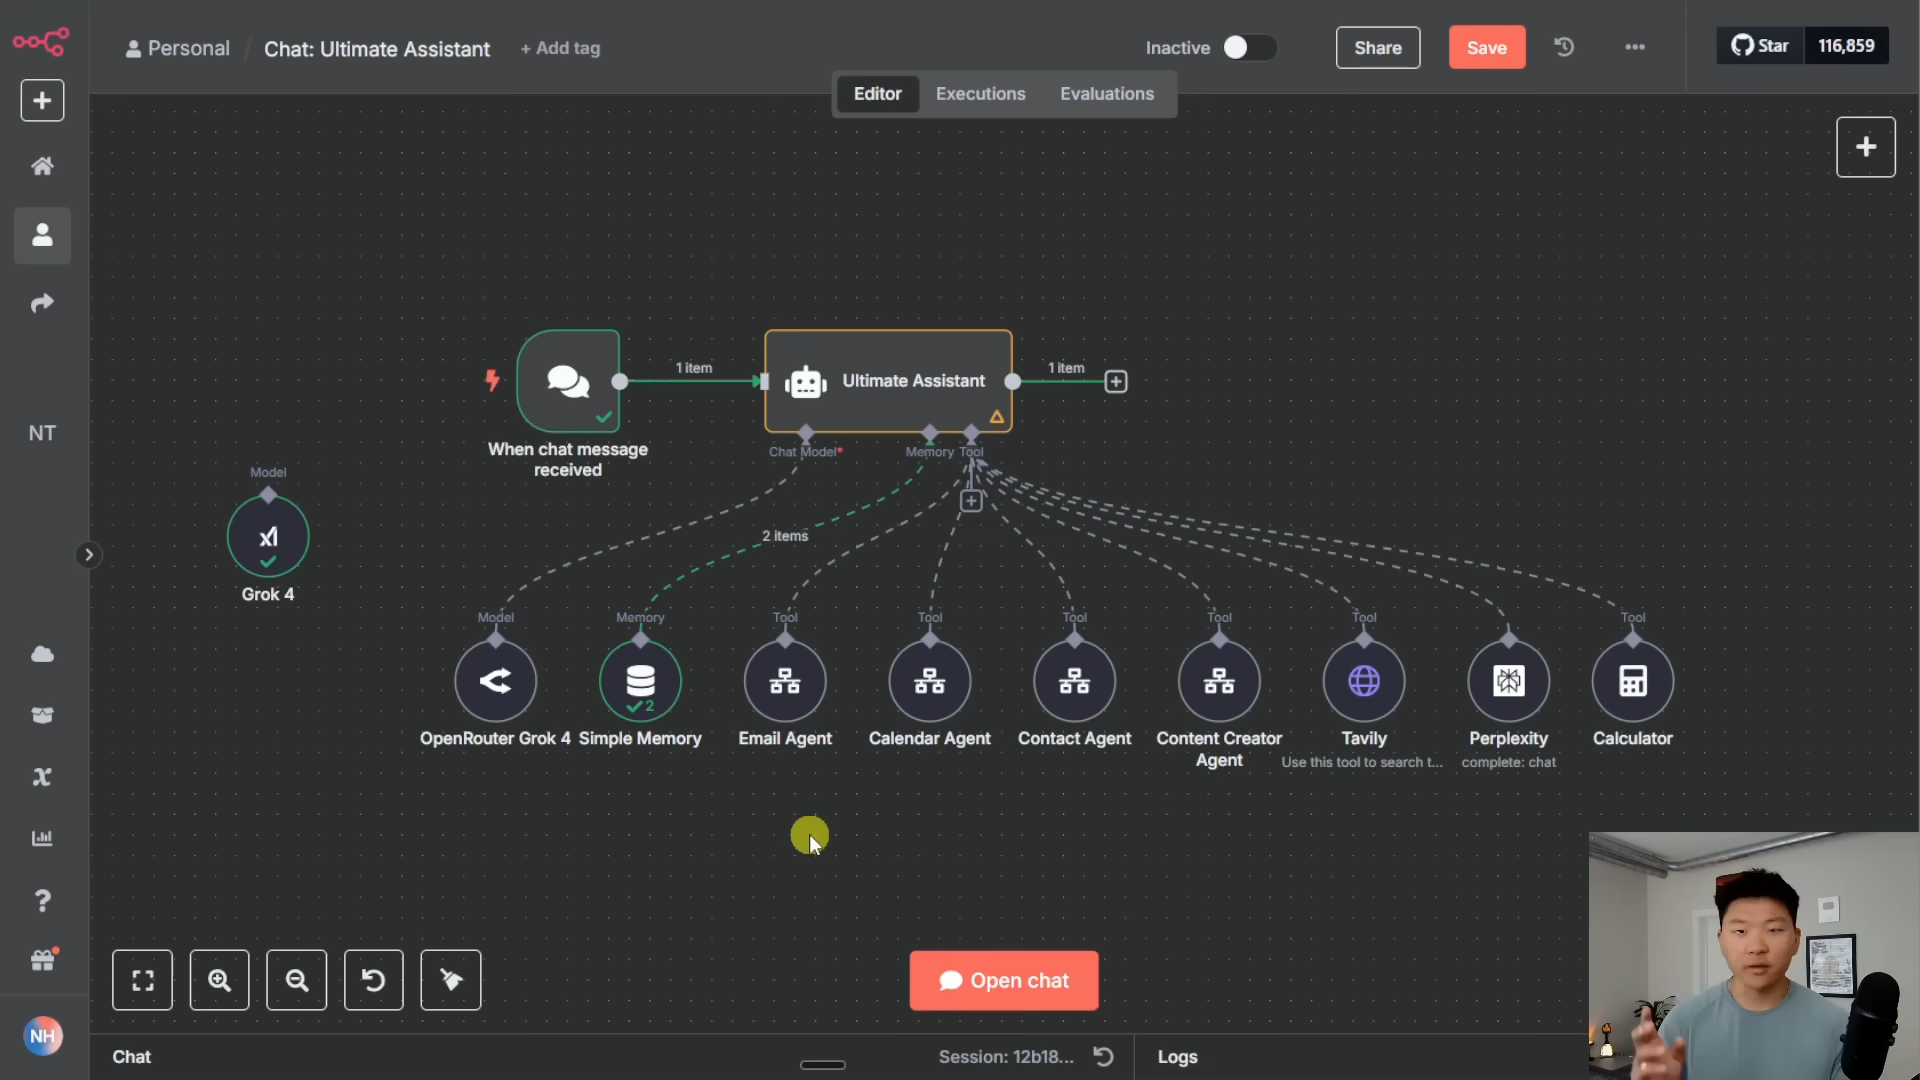 Personal / Chat: Ultimate Assistant + Add tag
Inactive
Share
Save
Star 116,859
Editor Executions Evaluations
1 item
1 item
Ultimate Assistant
When chat message
received
Chat Model*
Memory
Tool
NT
Model
Grok 4
2 items
Model
Memory
Tool
Tool
Tool
Tool
Tool
Tool
2
OpenRouter Grok 4
Simple Memory
Email Agent
Calendar Agent
Contact Agent
Content Creator
Agent
Tavily
Use this tool to search t...
Perplexity
complete: chat
Calculator
Open chat
NH
Chat
Session: 12b18...
Logs